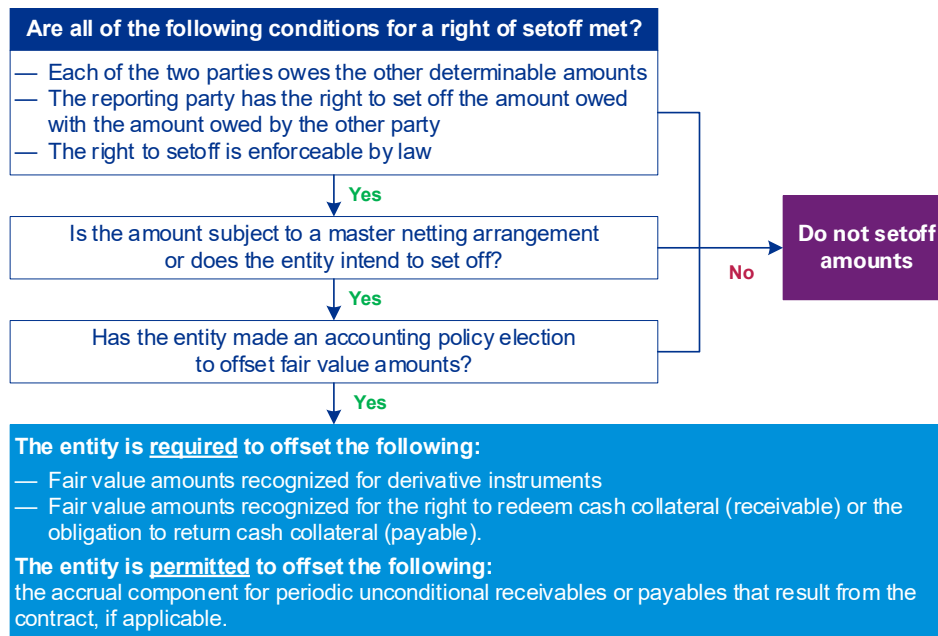 Are all of the following conditions for a right of setoff met?
— Each of the two parties owes the other determinable amounts
— The reporting party has the right to set off the amount owed
with the amount owed by the other party
— The right to setoff is enforceable by law
Yes
Is the amount subject to a master netting arrangement
or does the entity intend to set off?
Do not setoff
amounts
No
Yes
Has the entity made an accounting policy election
to offset fair value amounts?
Yes
The entity is required to offset the following:
— Fair value amounts recognized for derivative instruments
— Fair value amounts recognized for the right to redeem cash collateral (receivable) or the
obligation to return cash collateral (payable).
The entity is permitted to offset the following:
the accrual component for periodic unconditional receivables or payables that result from the
contract, if applicable.